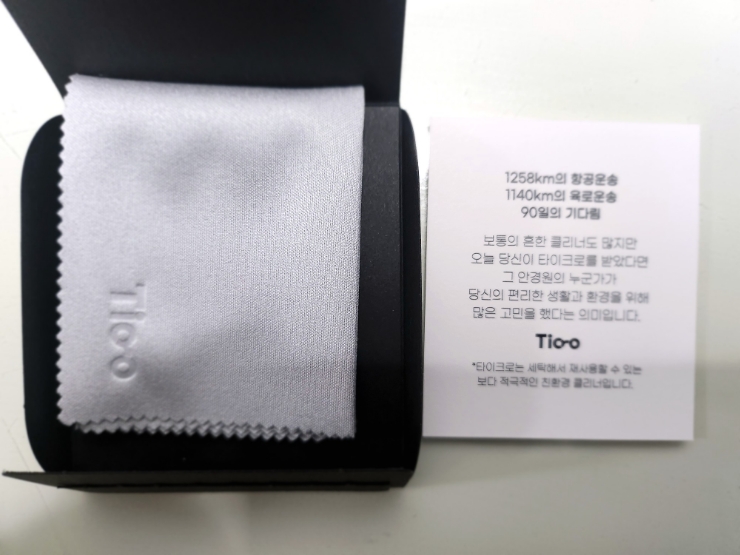 Tico
1258km의 항공운송
1140km의 육로운송
90일의 기다림
보통의 흔한 클리너도 많지만
오늘 당신이 타이크로를 받았다면
그 안경원의 누군가가
당신의 편리한 생활과 환경을 위해
많은 고민을 했다는 의미입니다.
Tico
*타이크로는 세탁해서 재사용할 수 있는
보다 적극적인 친환경 클리너입니다.